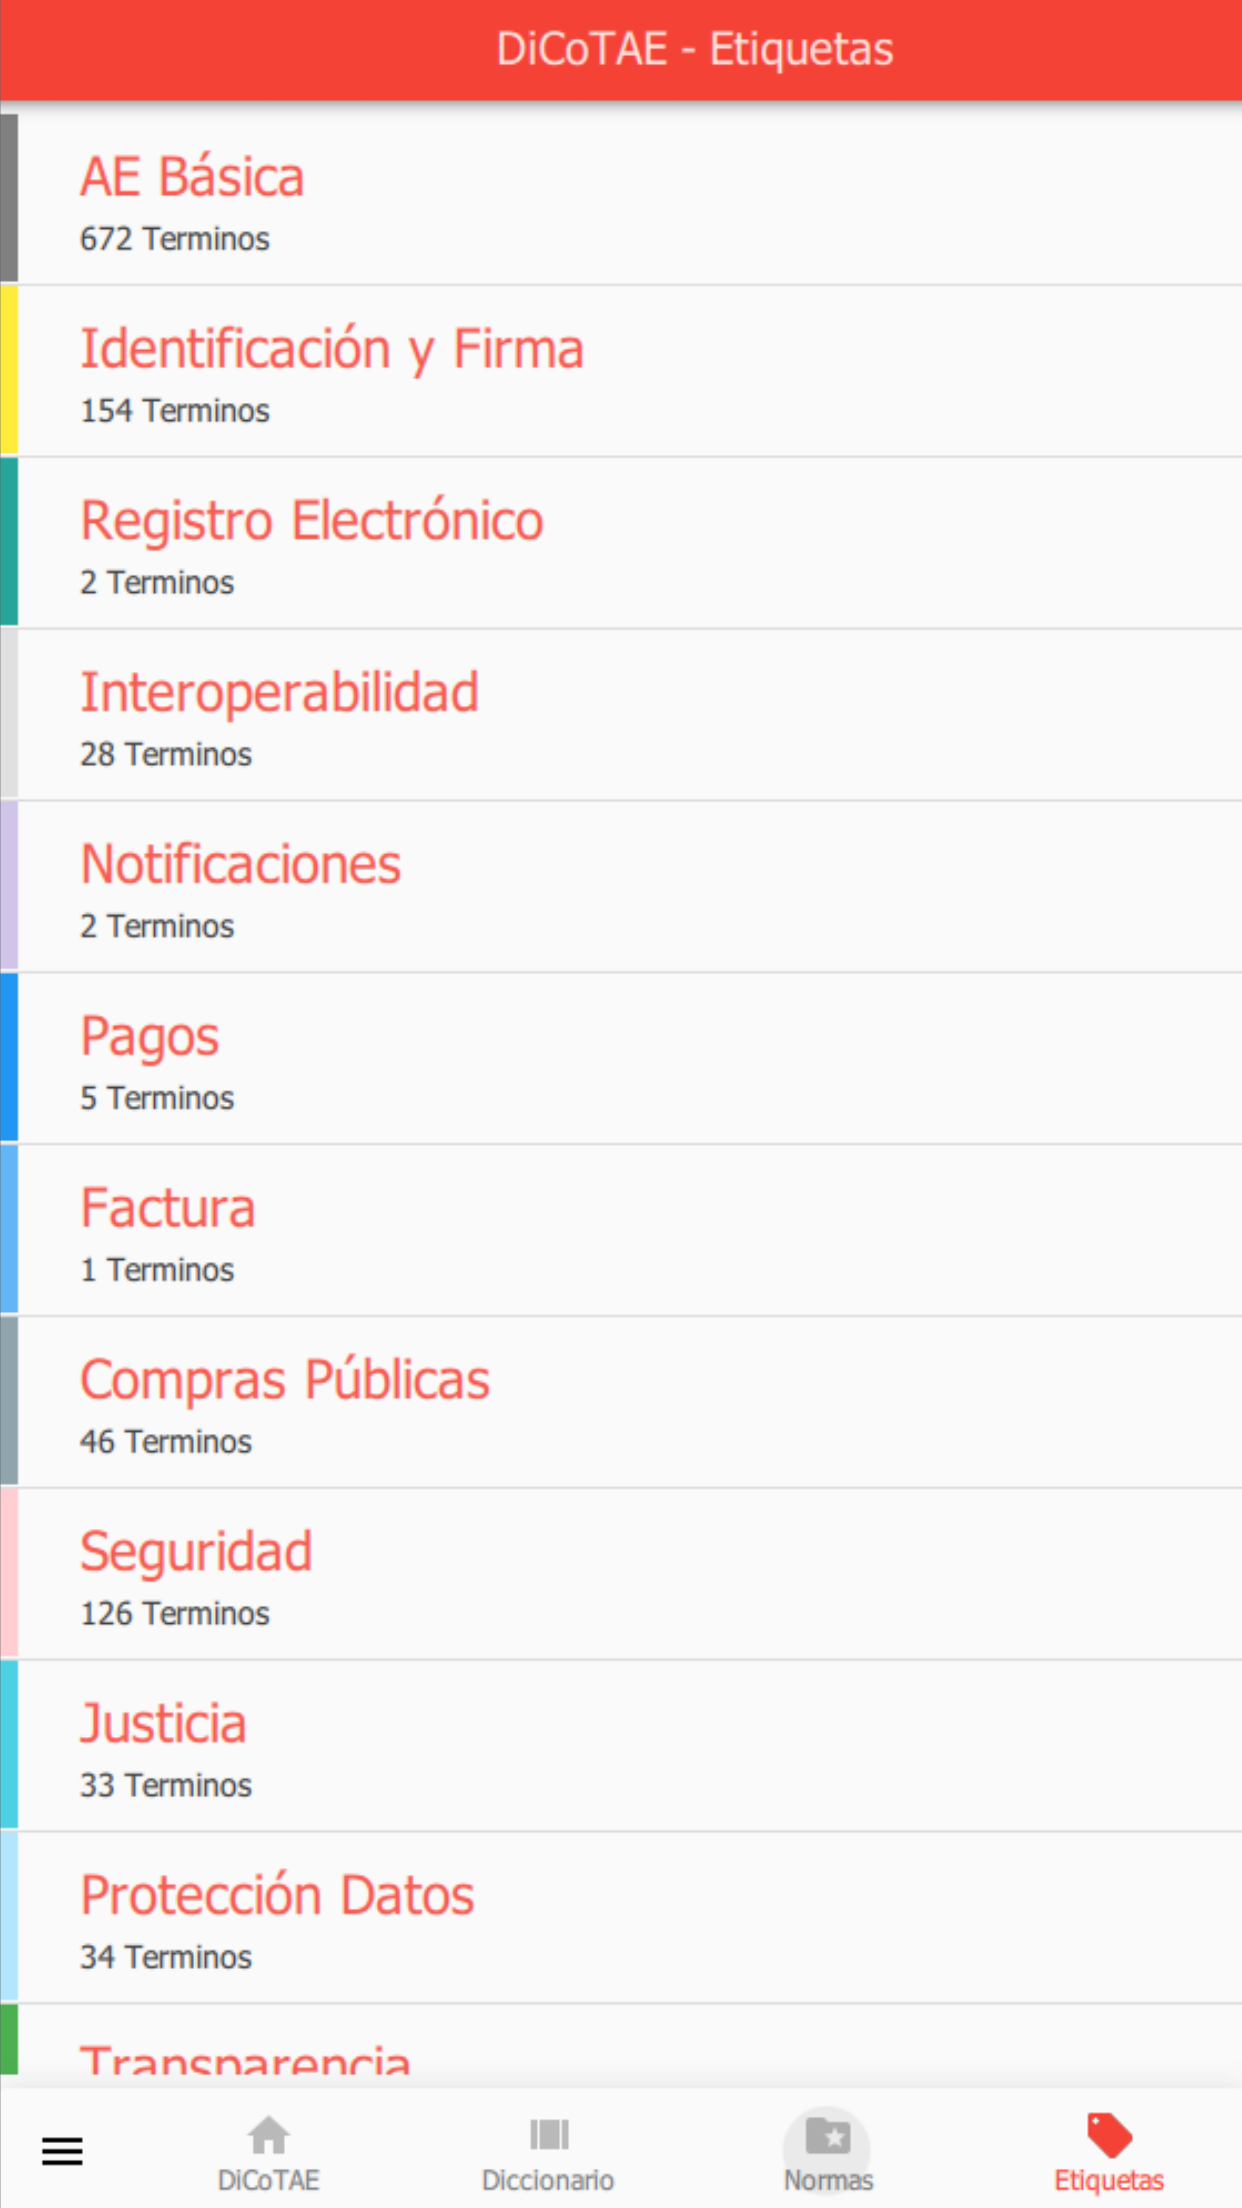 DiCoTAE - Etiquetas
AE Básica
672 Terminos
Identificación y Firma
154 Terminos
Registro Electrónico
2 Terminos
Interoperabilidad
28 Terminos
Notificaciones
2 Terminos
Pagos
5 Terminos
Factura
1 Terminos
Compras Públicas
46 Terminos
Seguridad
126 Terminos
Justicia
33 Terminos
Protección Datos
34 Terminos
Transparencia
DiCoTAE Diccionario Normas Etiquetas